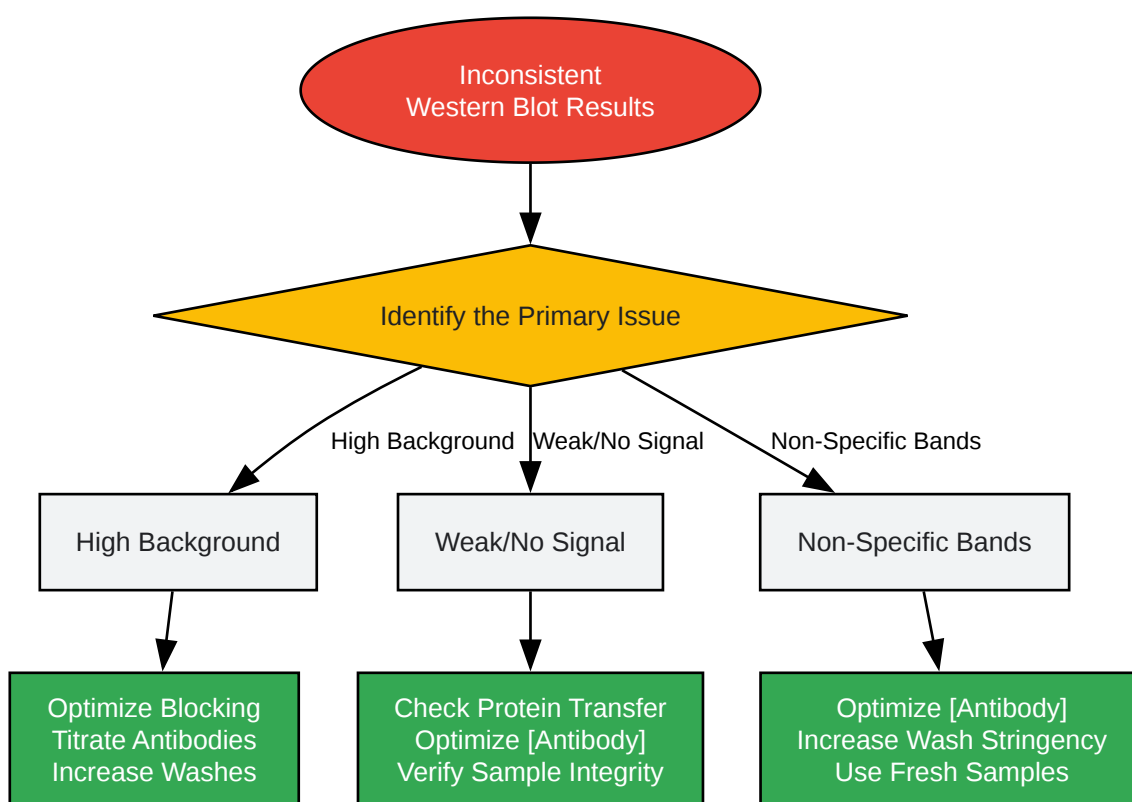 Inconsistent
Western Blot Results
Identify the Primary Issue
High Background
Weak/No Signal
Non-Specific Bands
High Background
Weak/No Signal
Non-Specific Bands
Optimize Blocking
Titrate Antibodies
Increase Washes
Check Protein Transfer
Optimize [Antibody]
Verify Sample Integrity
Optimize [Antibody]
Increase Wash Stringency
Use Fresh Samples